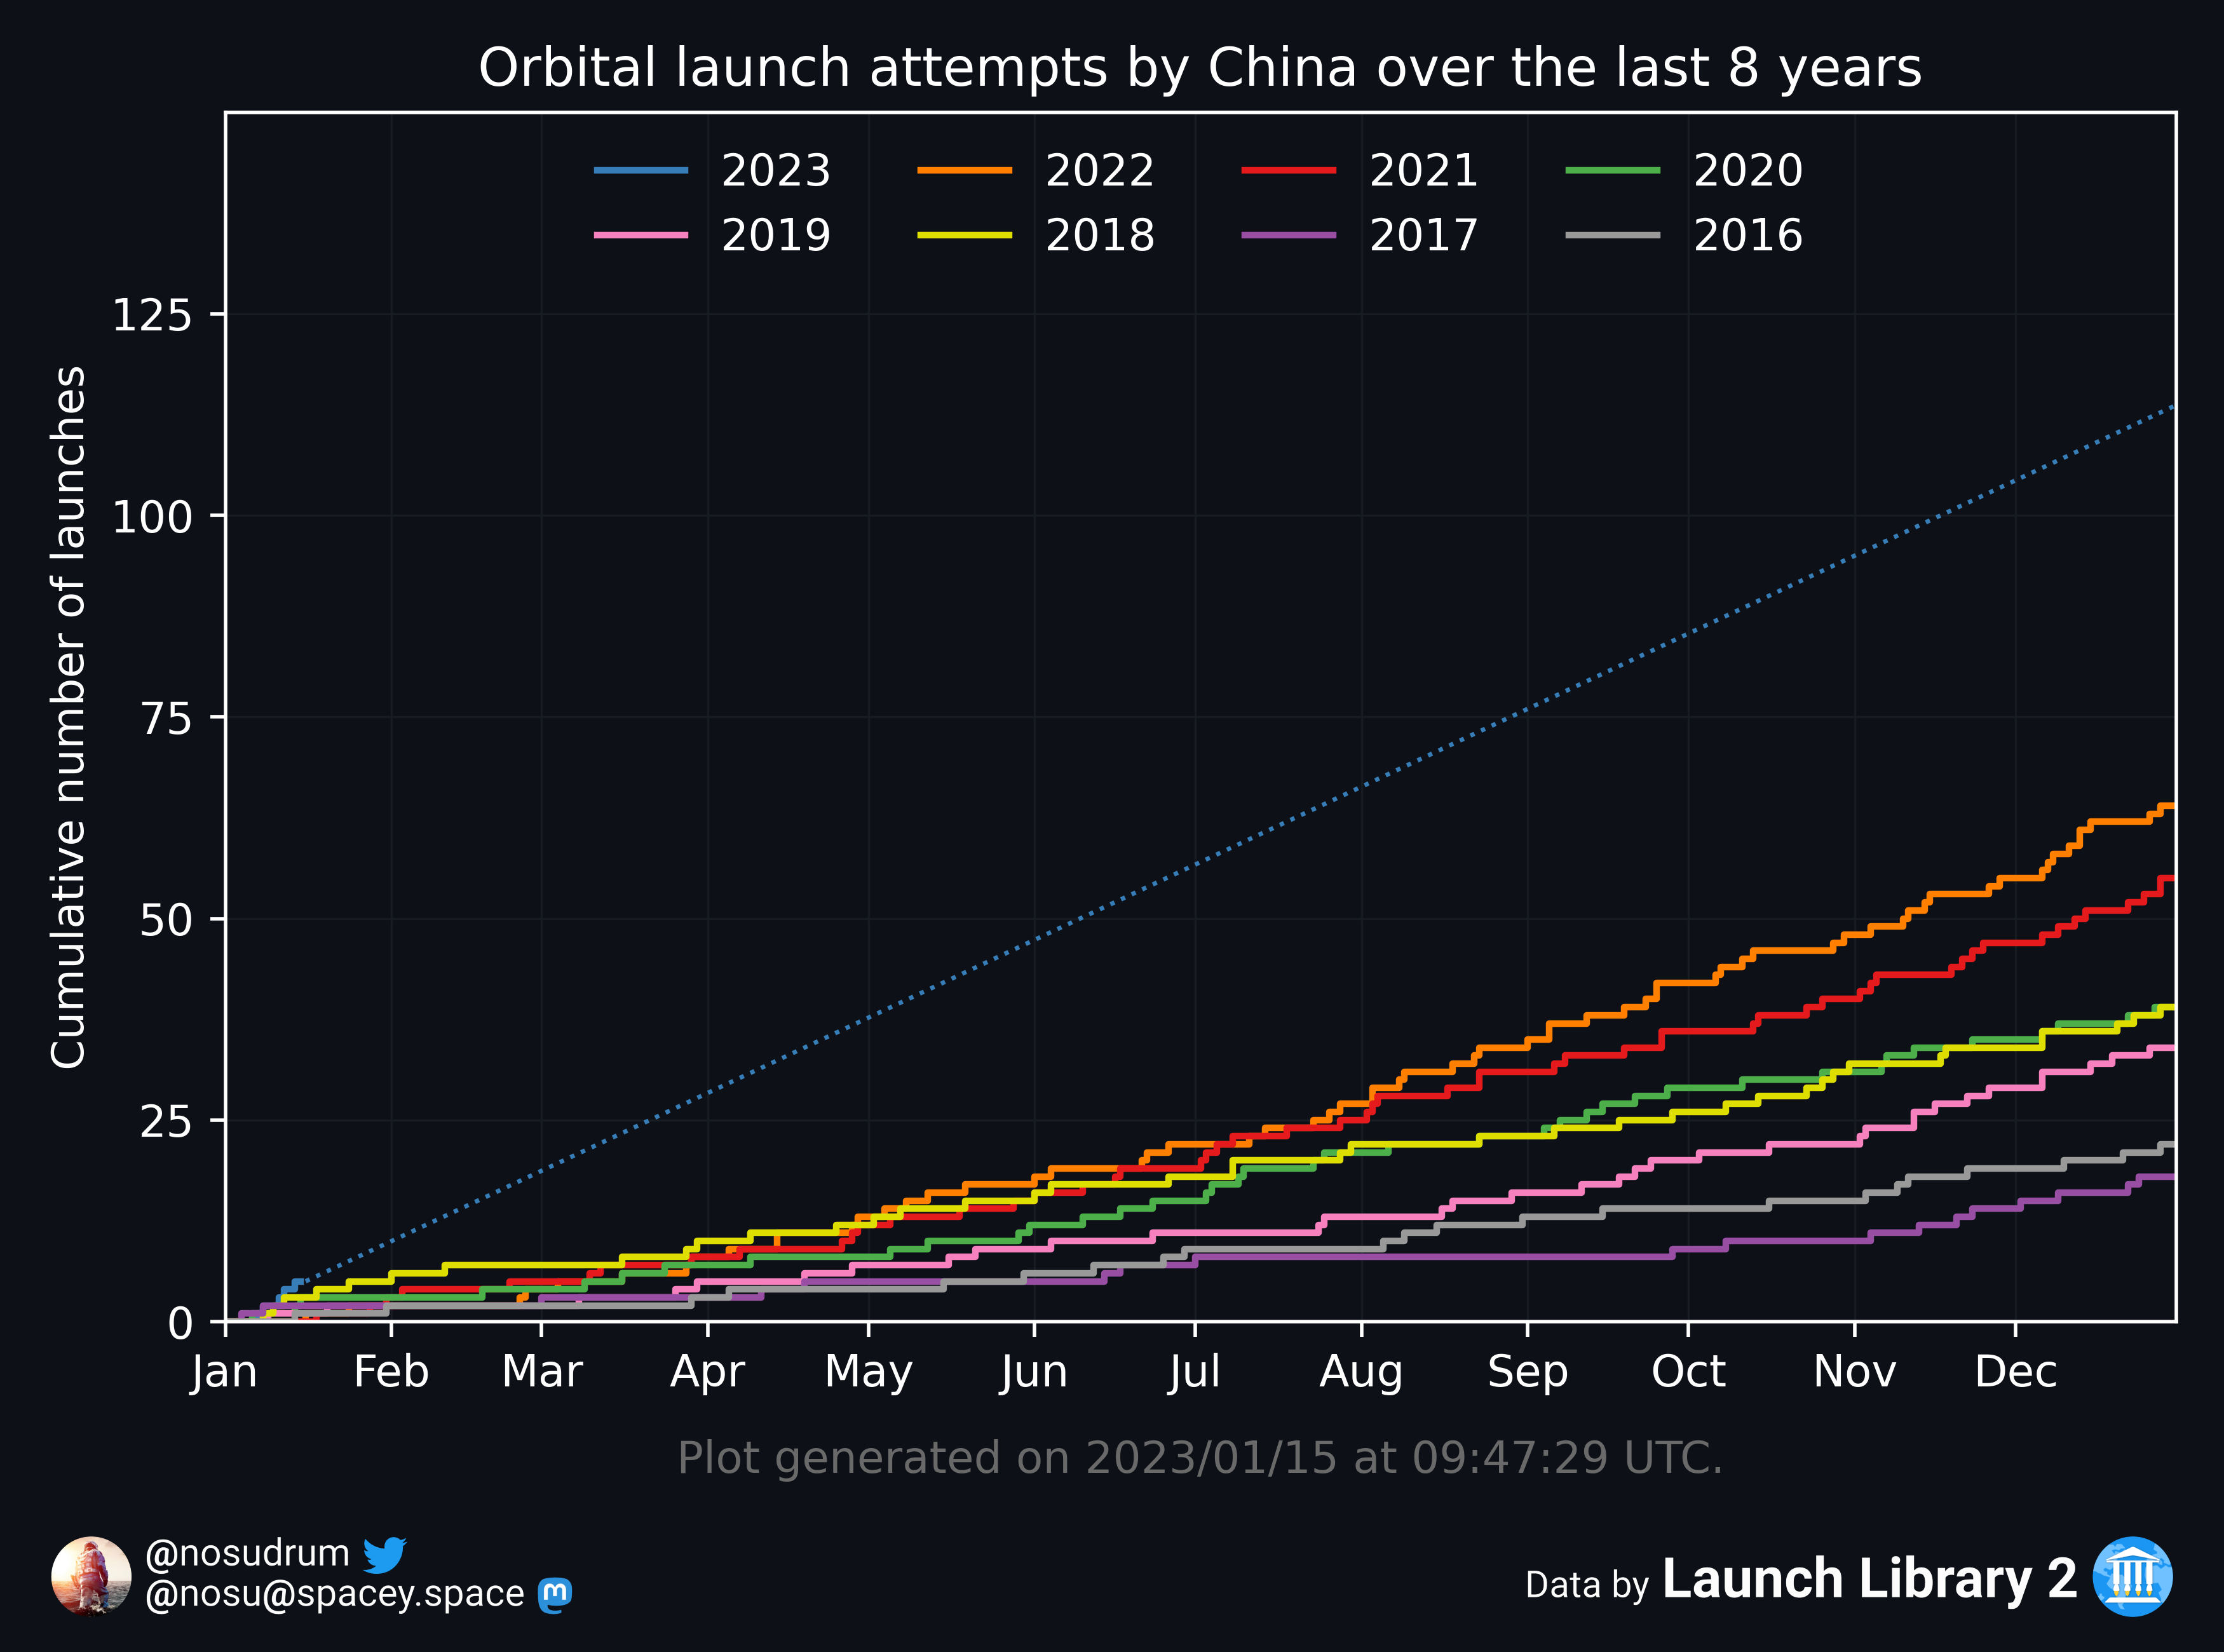 Orbital launch attempts by China over the last 8 years
2023 2022 2021 2020
2019 2018 2017 2016
Cumulative number of launches
125
100
75
50
25
0
Jan Feb Mar Apr May Jun Jul Aug Sep Oct Nov Dec
Plot generated on 2023/01/15 at 09:47:29 UTC.
@nosudrum
@nosu@spacey.space
Data by Launch Library 2